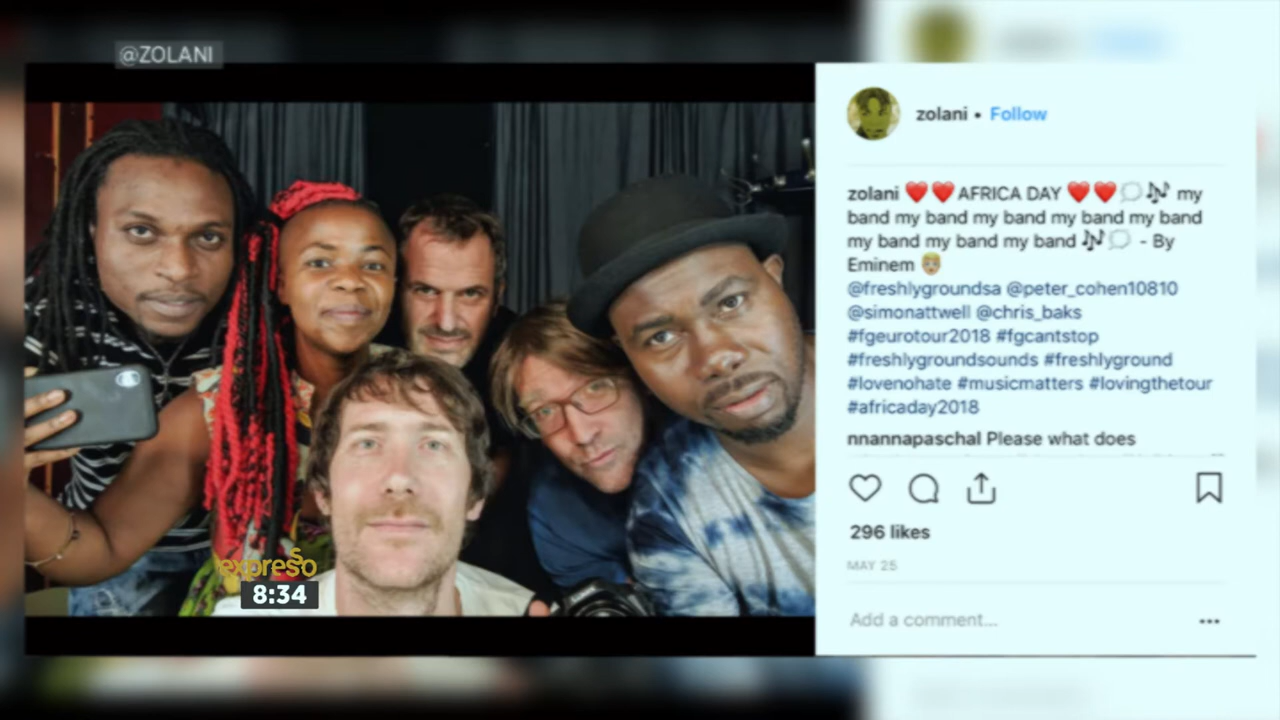 @ZOLANI
zolani • Follow
zolani ❤️❤️ AFRICA DAY ❤️❤️💭🎶 my
band my band my band my band my band
my band my band my band 🎶💭 - By
Eminem 👨🏼
@freshlygroundsa @peter_cohen10810
@simonattwell @chris_baks
#fgeurotour2018 #fgcantstop
#freshlygroundsounds #freshlyground
#lovenohate #musicmatters #lovingthetour
#africaday2018
nnannapaschal Please what does
296 likes
MAY 25
Add a comment...
expresso
8:34